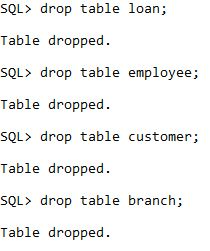 SQL> drop table loan;
Table dropped.
SQL> drop table employee;
Table dropped.
SQL> drop table customer;
Table dropped.
SQL> drop table branch;
Table dropped.